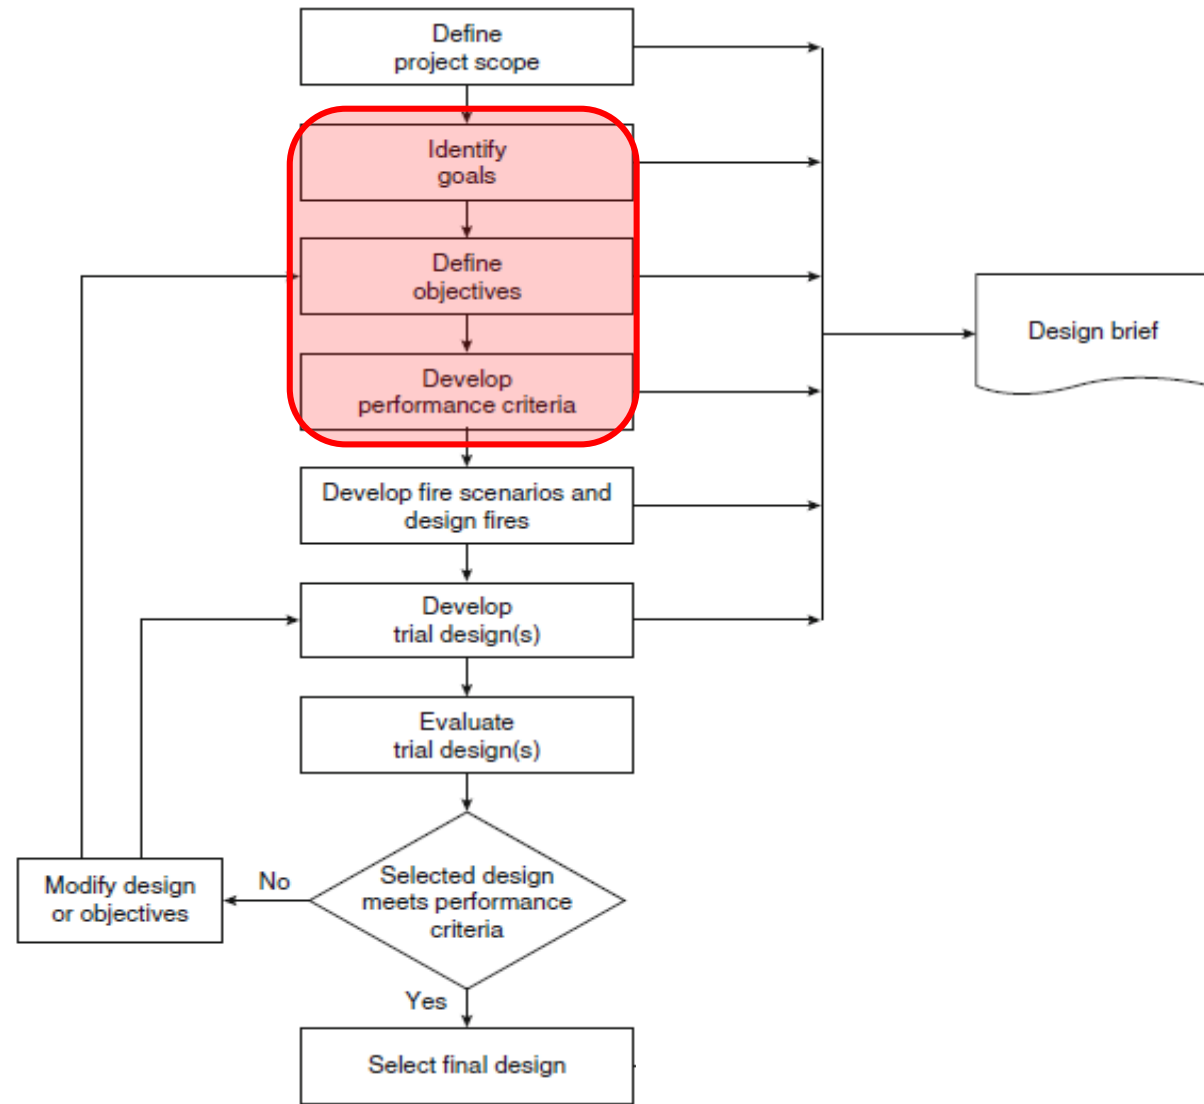 Define
project scope
Identify
goals
Define
objectives
Develop
performance criteria
Design brief
Develop fire scenarios and
design fires
Develop
trial design(s)
Evaluate
trial design(s)
Modify design
or objectives
No
Selected design
meets performance
criteria
Yes
Select final design